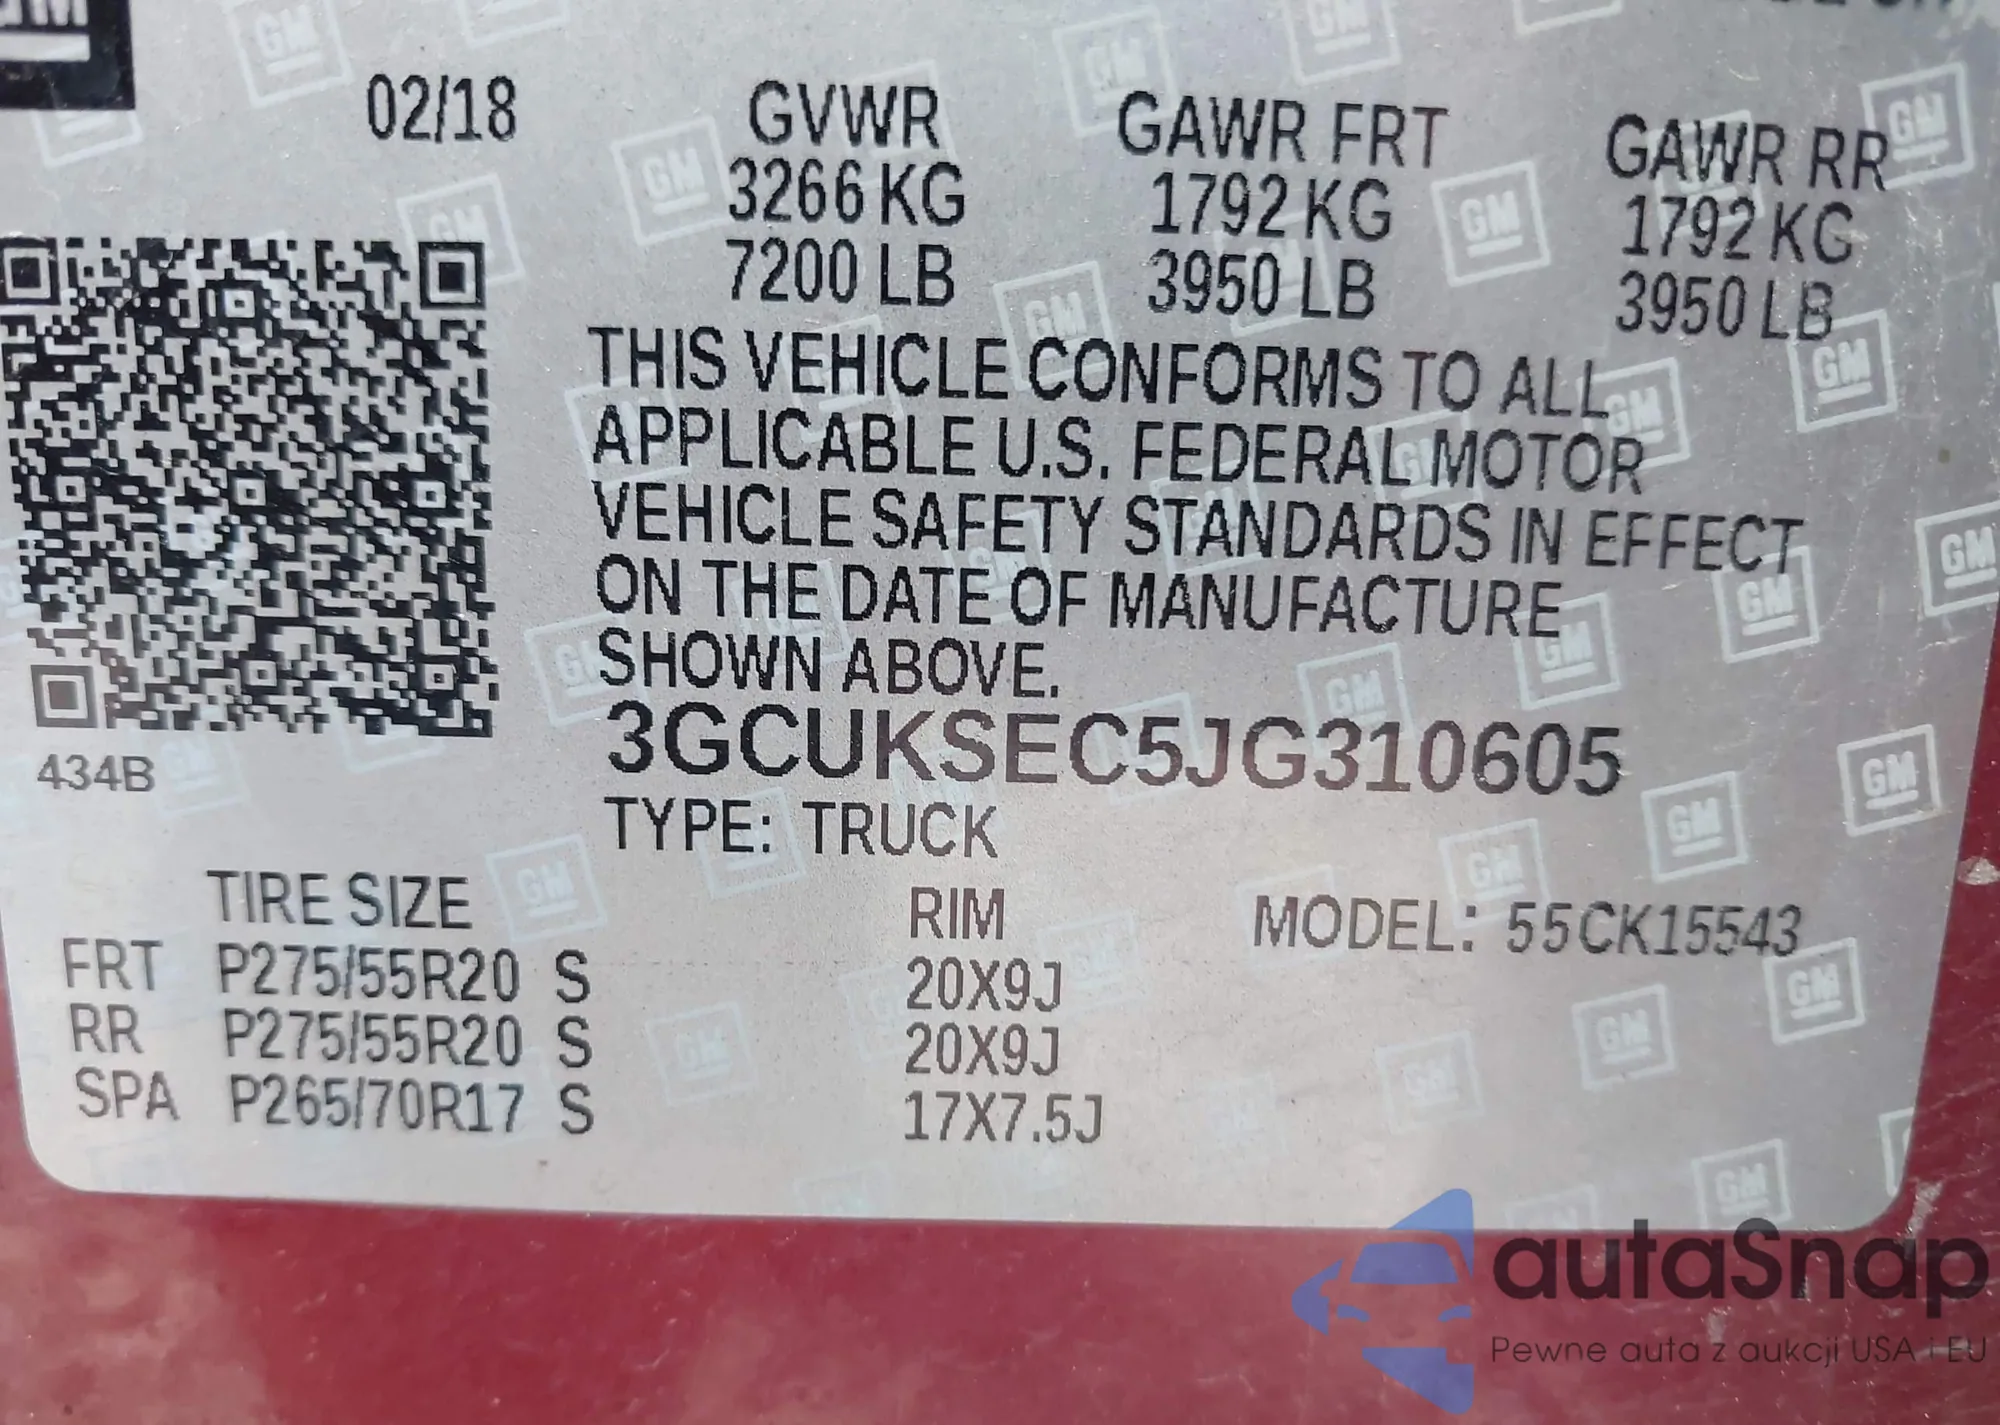 GM
02/18
GVWR GAWR FRT GAWR RR
3266 KG 1792 KG 1792 KG
7200 LB 3950 LB 3950 LB
THIS VEHICLE CONFORMS TO ALL
APPLICABLE U.S. FEDERAL MOTOR
VEHICLE SAFETY STANDARDS IN EFFECT
ON THE DATE OF MANUFACTURE
SHOWN ABOVE.
3GCUKSEC5JG310605
434B
TYPE: TRUCK
TIRE SIZE RIM MODEL: 55CK15543
FRT P275/55R20 S 20X9J
RR P275/55R20 S 20X9J
SPA P265/70R17 S 17X7.5J
autaSnap
Pewne auta z aukcji USA i EU